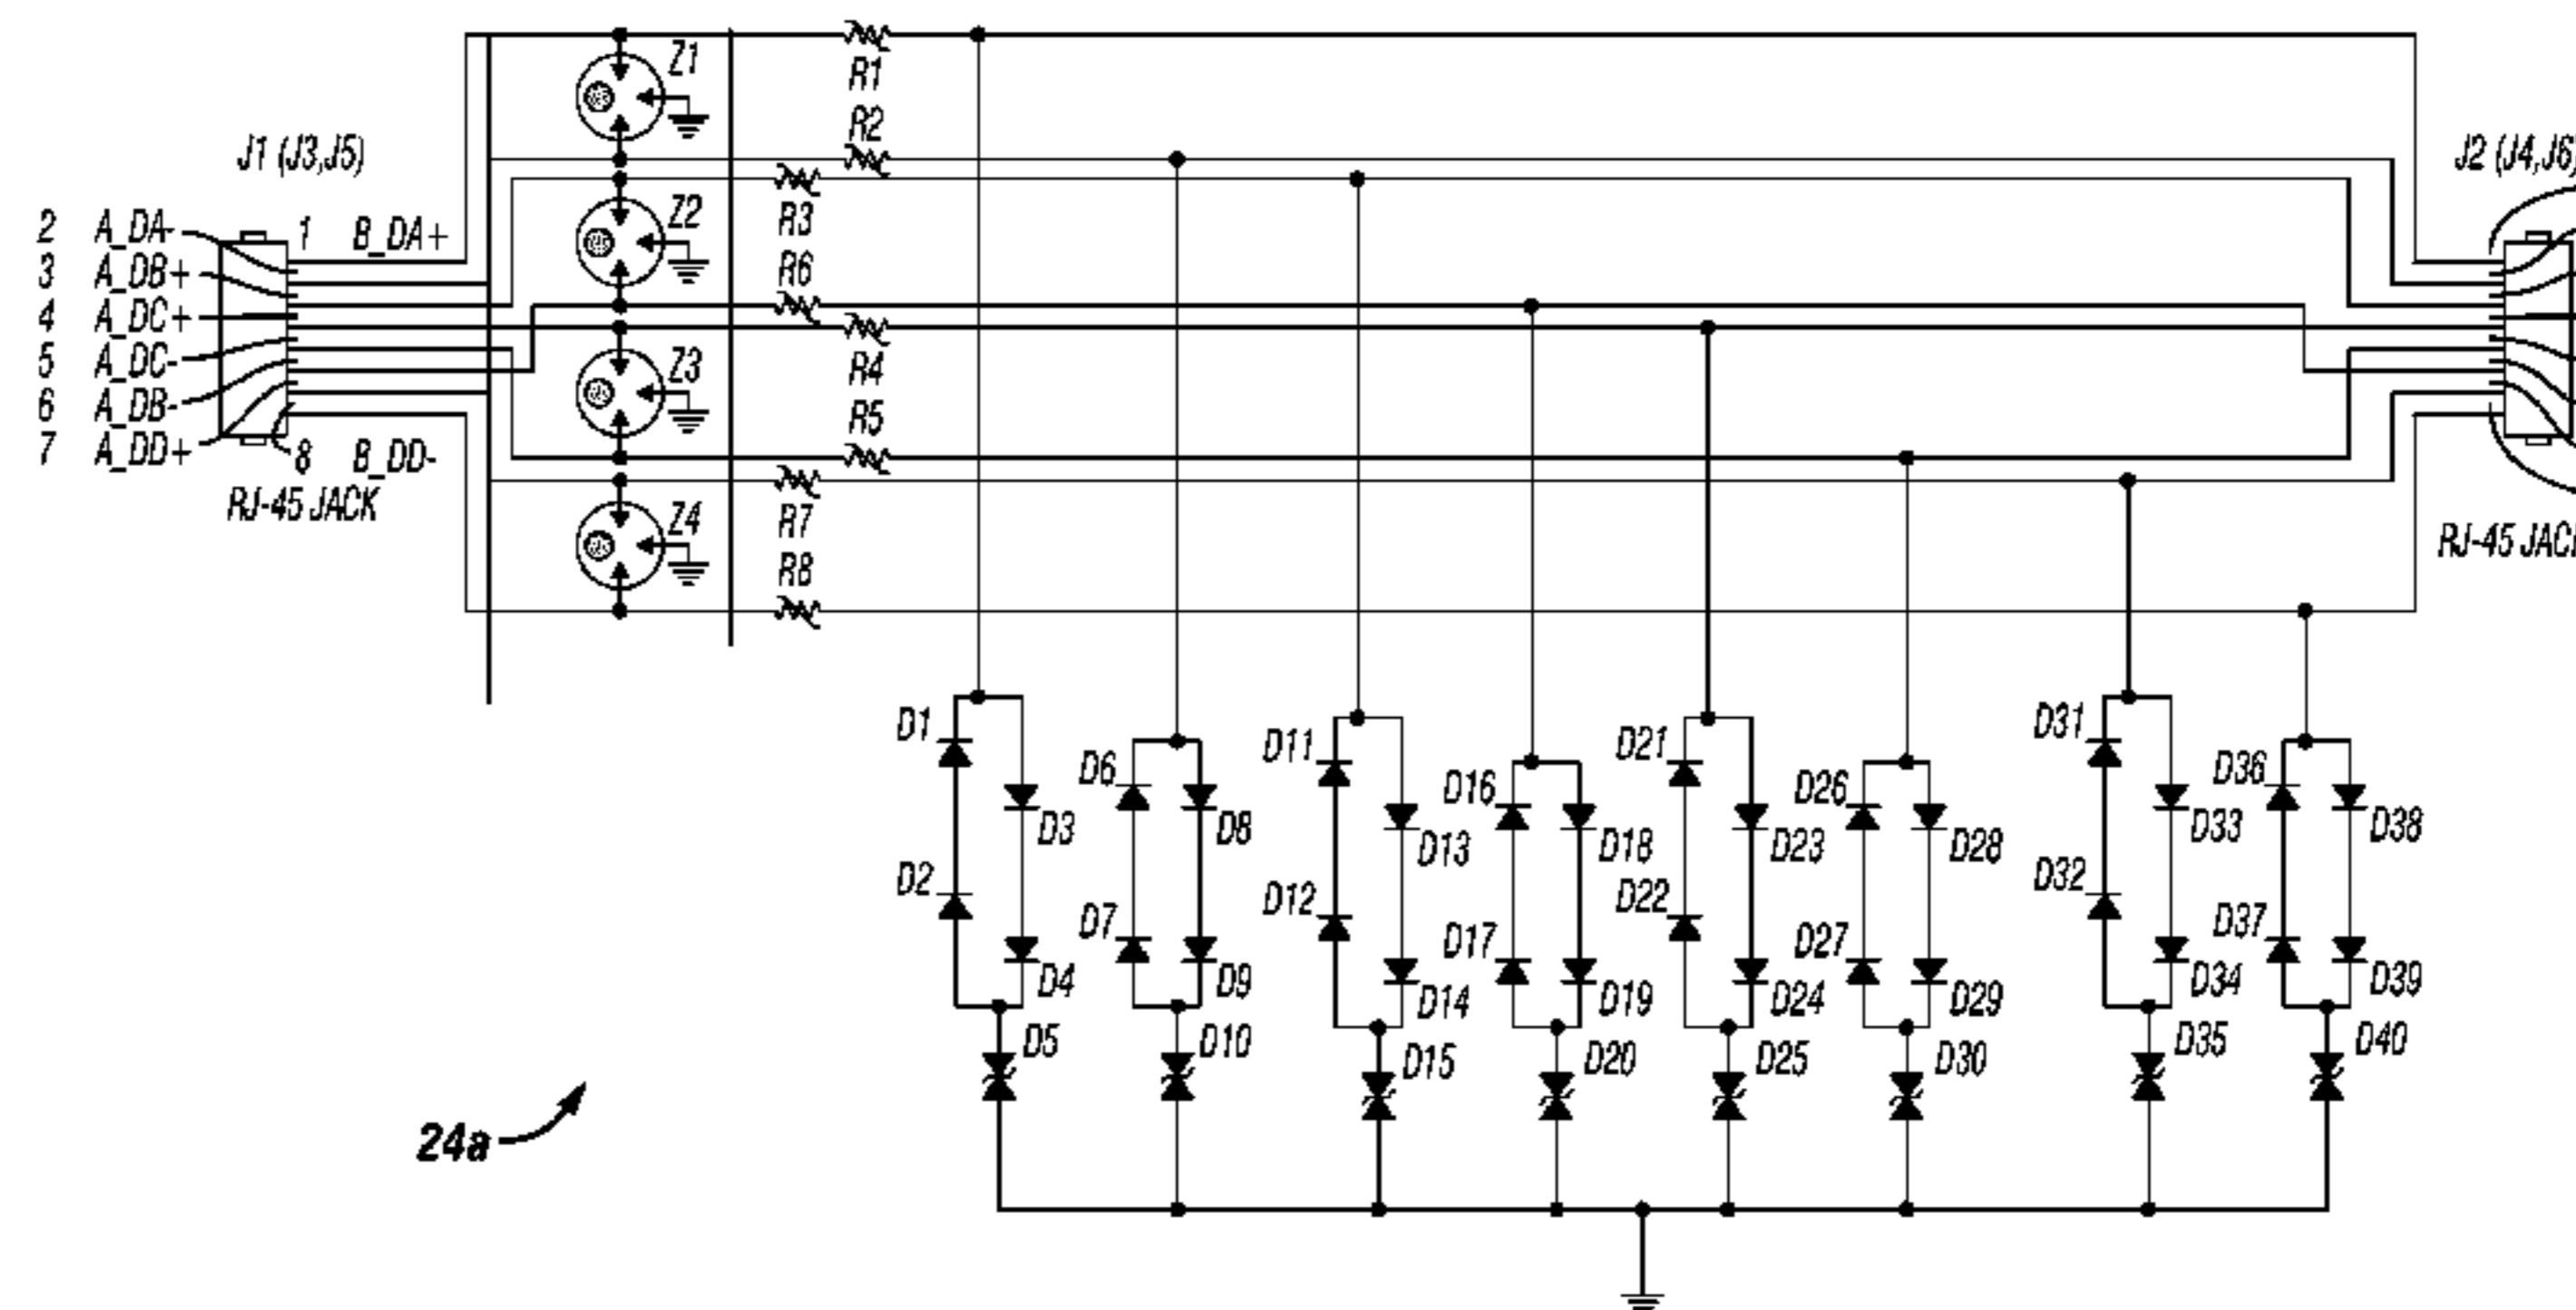 J1 (J3,J5)
2 A_DA-
3 A_DB+
4 A_DC+
5 A_DC-
6 A_DB-
7 A_DD+
1 B_DA+
8 B_DD-
RJ-45 JACK
Z1
Z2
Z3
Z4
R1
R2
R3
R6
R4
R5
R7
R8
J2 (J4,J6)
RJ-45
D1
D2
D3
D4
D5
D6
D7
D8
D9
D10
D11
D12
D13
D14
D15
D16
D17
D18
D19
D20
D21
D22
D23
D24
D25
D26
D27
D28
D29
D30
D31
D32
D33
D34
D35
D36
D37
D38
D39
D40
24a